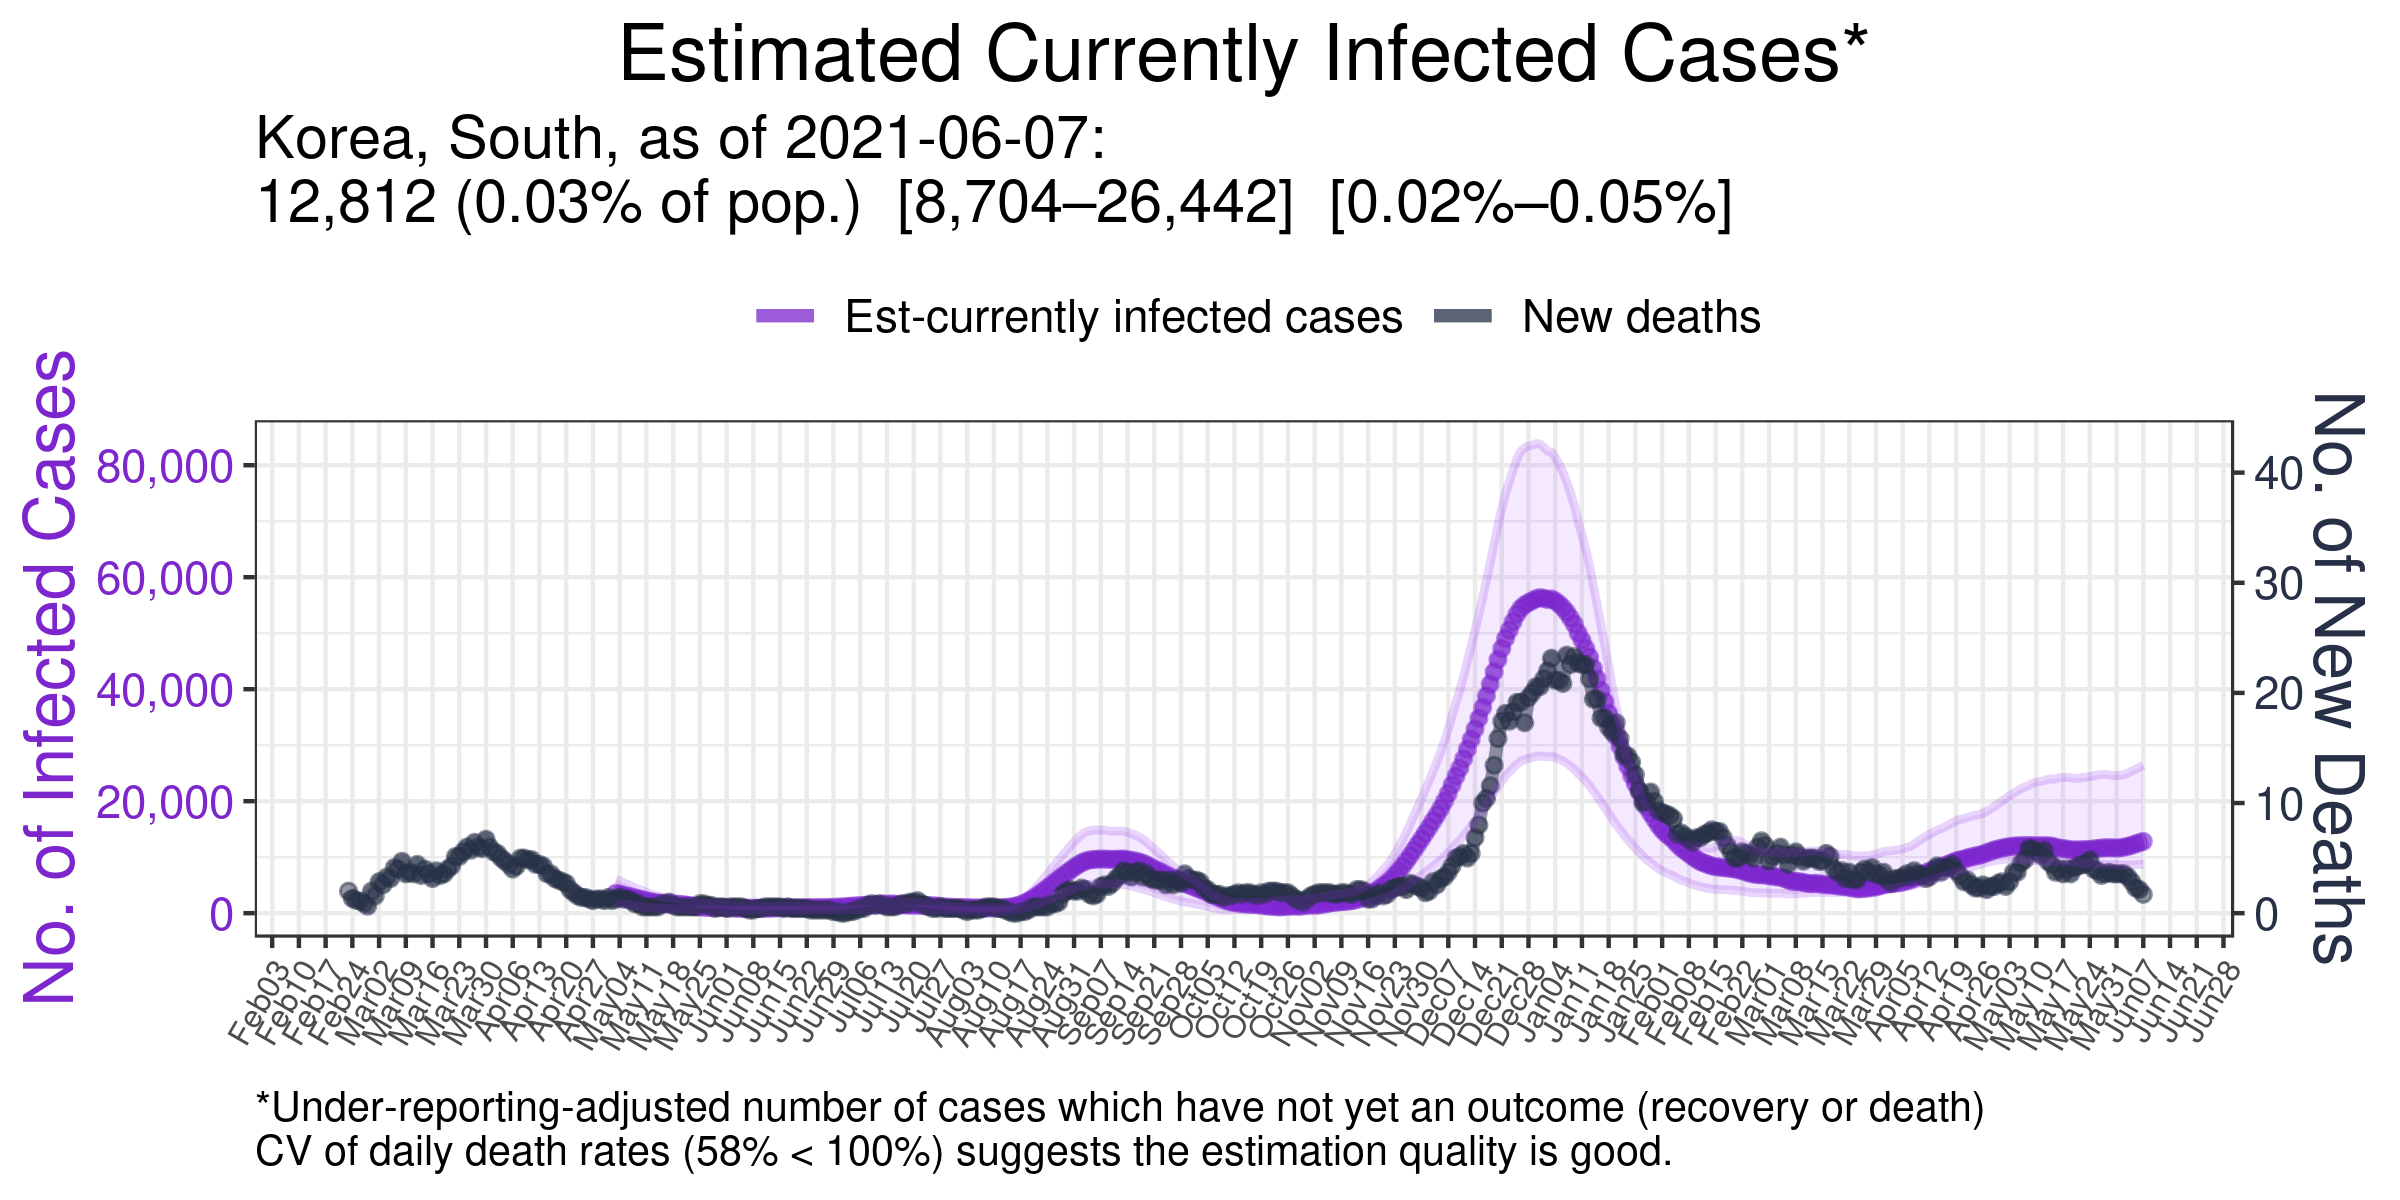 Estimated Currently Infected Cases*
Korea, South, as of 2021-06-07:
12,812 (0.03% of pop.)  [8,704–26,442]  [0.02%–0.05%]
Est-currently infected cases
New deaths
No. of Infected Cases
80,000
60,000
40,000
20,000
0
40
30
20
10
0
No. of New Deaths
Feb03
Feb10
Feb17
Feb24
Mar02
Mar09
Mar16
Mar23
Mar30
Apr06
Apr13
Apr20
Apr27
May04
May11
May18
May25
Jun01
Jun08
Jun15
Jun22
Jun29
Jul06
Jul13
Jul20
Jul27
Aug03
Aug10
Aug17
Aug24
Aug31
Sep07
Sep14
Sep21
Sep28
Oct05
Oct12
Oct19
Oct26
Nov02
Nov09
Nov16
Nov23
Nov30
Dec07
Dec14
Dec21
Dec28
Jan04
Jan11
Jan18
Jan25
Feb01
Feb08
Feb15
Feb22
Mar01
Mar08
Mar15
Mar22
Mar29
Apr05
Apr12
Apr19
Apr26
May03
May10
May17
May24
May31
Jun07
Jun14
Jun21
Jun28
*Under-reporting-adjusted number of cases which have not yet an outcome (recovery or death)
CV of daily death rates (58% < 100%) suggests the estimation quality is good.